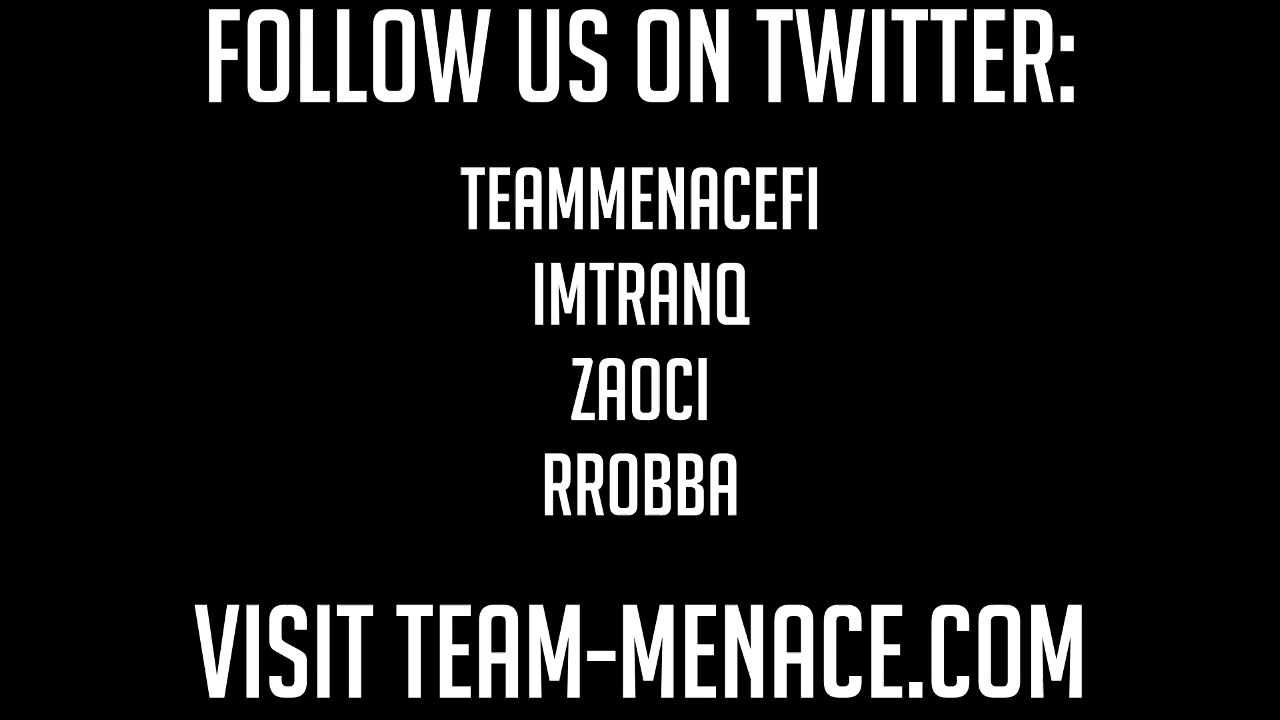 FOLLOW US ON TWITTER:
TEAMMENACEFI
IMTRANQ
ZAOCI
RROBBA
VISIT TEAM-MENACE.COM